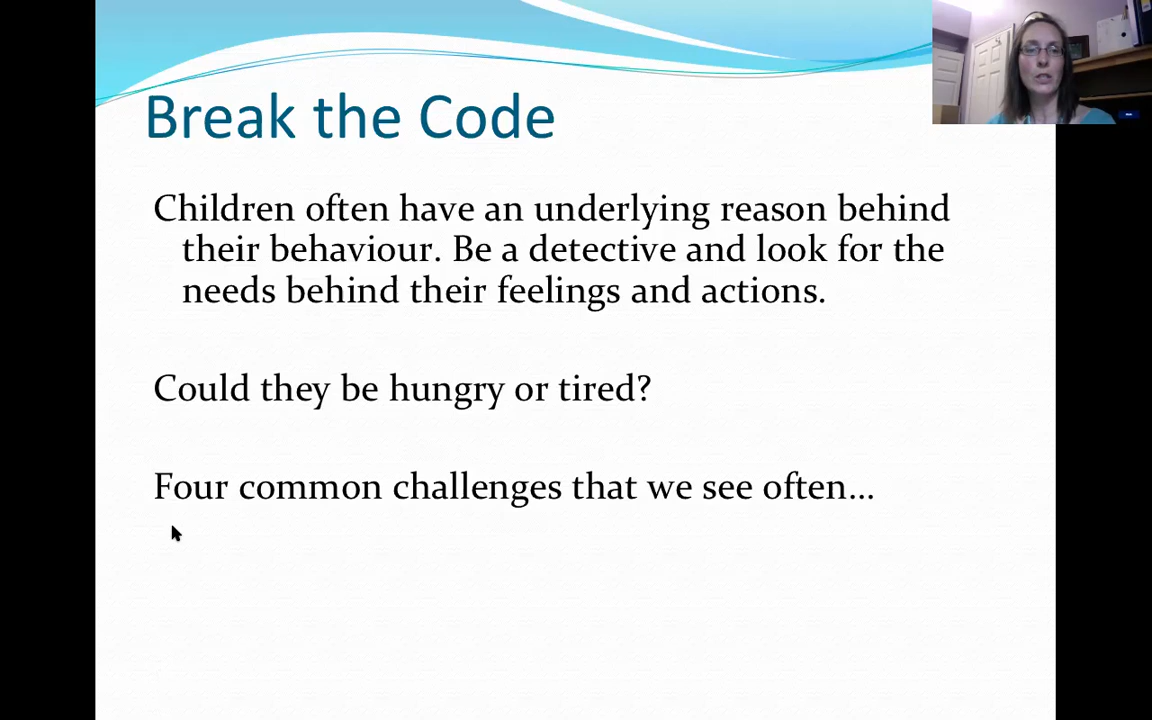 Break the Code
Children often have an underlying reason behind
their behaviour. Be a detective and look for the
needs behind their feelings and actions.
Could they be hungry or tired?
Four common challenges that we see often...